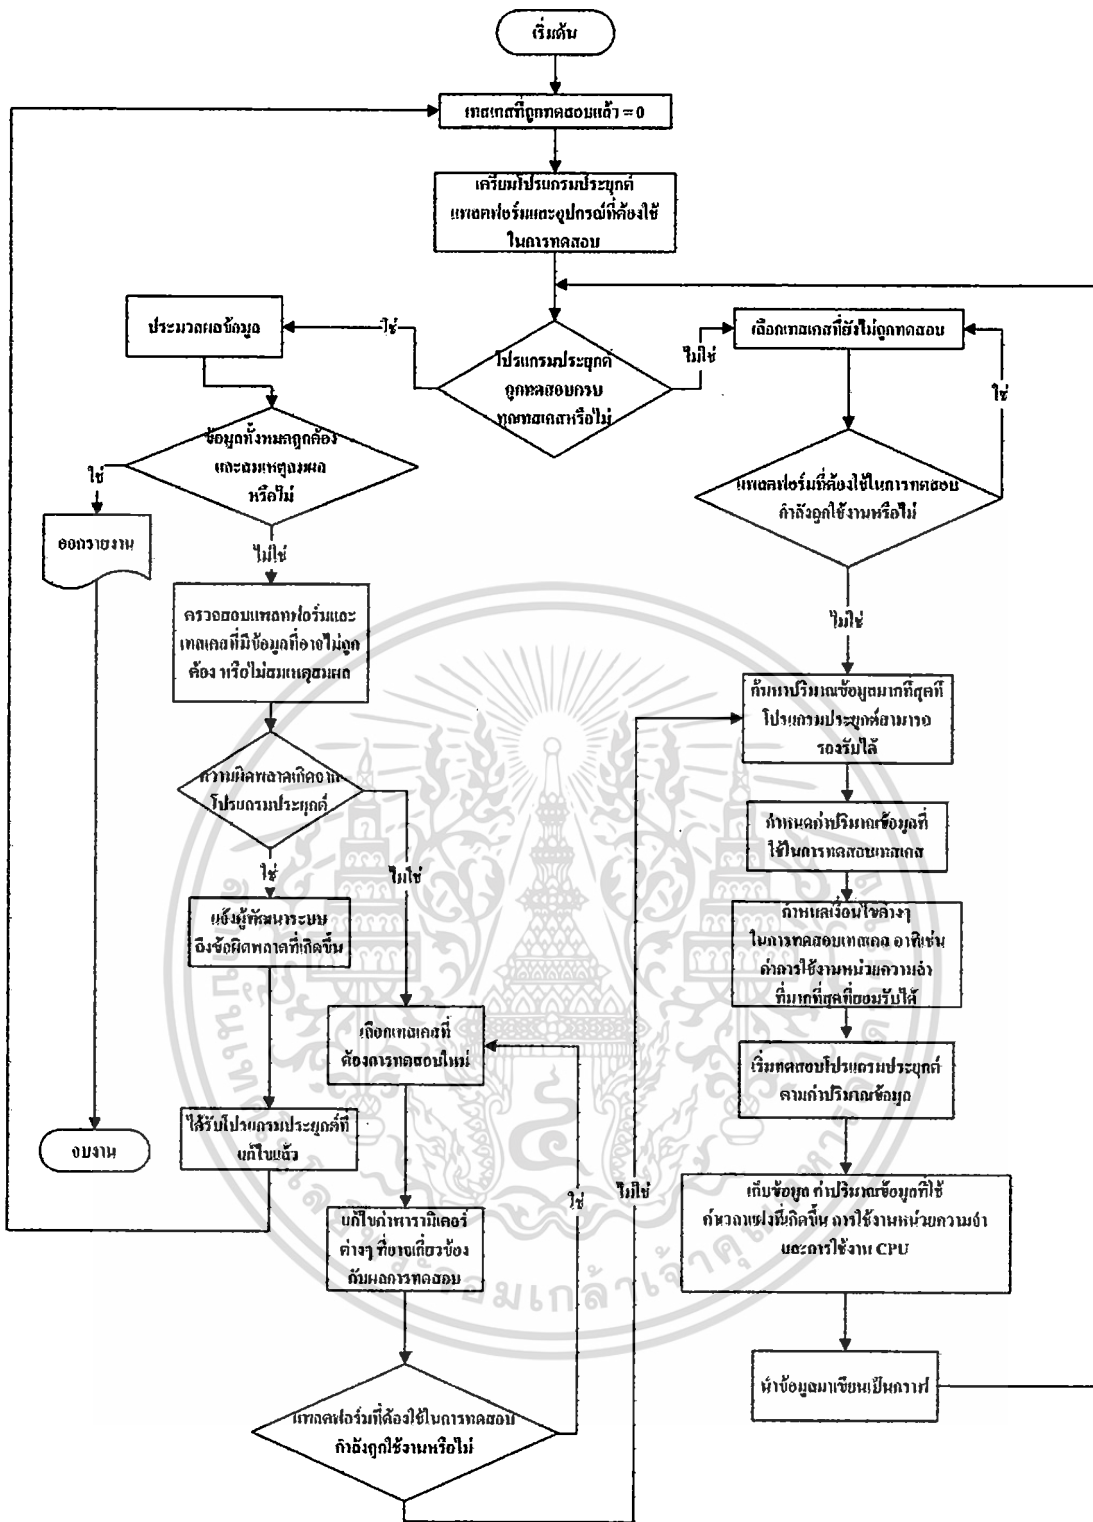 เริ่มต้น
เทสเคสที่ถูกทดสอบแล้ว = 0
เตรียมโปรแกรมประยุกต์
แพลตฟอร์มและอุปกรณ์ที่ต้องใช้
ในการทดสอบ
โปรแกรมประยุกต์
ถูกทดสอบครบ
ทุกเทสเคสหรือไม่
ใช่
ไม่ใช่
ประมวลผลข้อมูล
ข้อมูลทั้งหมดถูกต้อง
และสมเหตุสมผล
หรือไม่
ใช่
ออกรายงาน
จบงาน
ไม่ใช่
ตรวจสอบแพลทฟอร์มและ
เทสเคสที่มีข้อมูลที่อาจไม่ถูก
ต้อง หรือไม่สมเหตุสมผล
ความผิดพลาดเกิดจาก
โปรแกรมประยุกต์
ใช่
ไม่ใช่
แจ้งผู้พัฒนาระบบ
ถึงข้อผิดพลาดที่เกิดขึ้น
ได้รับโปรแกรมประยุกต์ที่
แก้ไขแล้ว
เลือกเทสเคสที่
ต้องการทดสอบใหม่
แก้ไขค่าพารามิเตอร์
ต่างๆ ที่อาจเกี่ยวข้อง
กับผลการทดสอบ
แพลตฟอร์มที่ต้องใช้ในการทดสอบ
กำลังถูกใช้งานหรือไม่
ใช่
ไม่ใช่
เลือกเทสเคสที่ยังไม่ถูกทดสอบ
ใช่
แพลตฟอร์มที่ต้องใช้ในการทดสอบ
กำลังถูกใช้งานหรือไม่
ไม่ใช่
ค้นหาปริมาณข้อมูลมากที่สุดที่
โปรแกรมประยุกต์สามารถ
รองรับได้
กำหนดค่าปริมาณข้อมูลที่
ใช้ในการทดสอบเทสเคส
กำหนดเงื่อนไขต่างๆ
ในการทดสอบเทสเคส อาทิเช่น
ค่าการใช้งานหน่วยความจำ
ที่มากที่สุดที่ยอมรับได้
เริ่มทดสอบโปรแกรมประยุกต์
ตามค่าปริมาณข้อมูล
เก็บข้อมูล ค่าปริมาณข้อมูลที่ใช้
ค่าเวลาแฝงที่เกิดขึ้น การใช้งานหน่วยความจำ
และการใช้งาน CPU
นำข้อมูลมาเขียนเป็นกราฟ